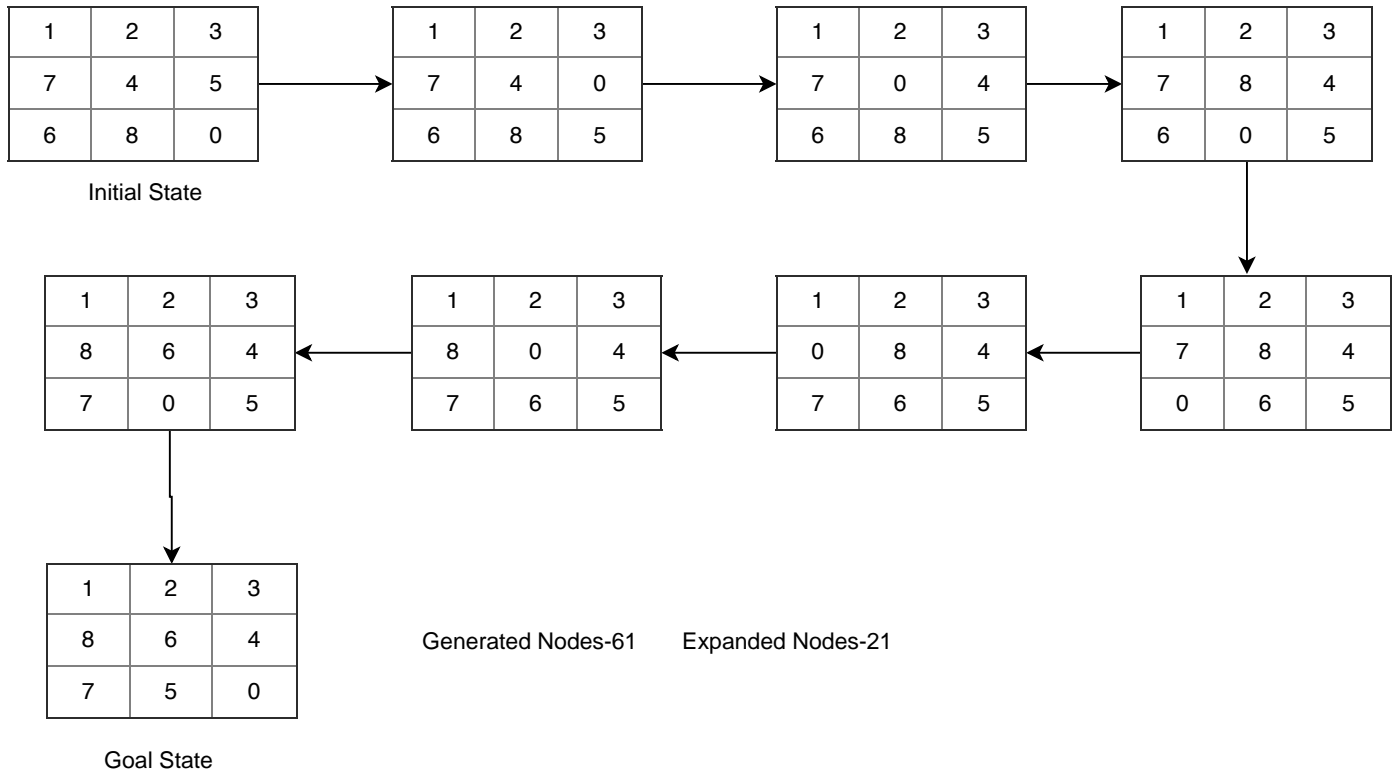 1 2 3
7 4 5
6 8 0
Initial State
1 2 3
7 4 0
6 8 5
1 2 3
7 0 4
6 8 5
1 2 3
7 8 4
6 0 5
1 2 3
7 8 4
0 6 5
1 2 3
0 8 4
7 6 5
1 2 3
8 0 4
7 6 5
1 2 3
8 6 4
7 0 5
1 2 3
8 6 4
7 5 0
Goal State
Generated Nodes-61 Expanded Nodes-21